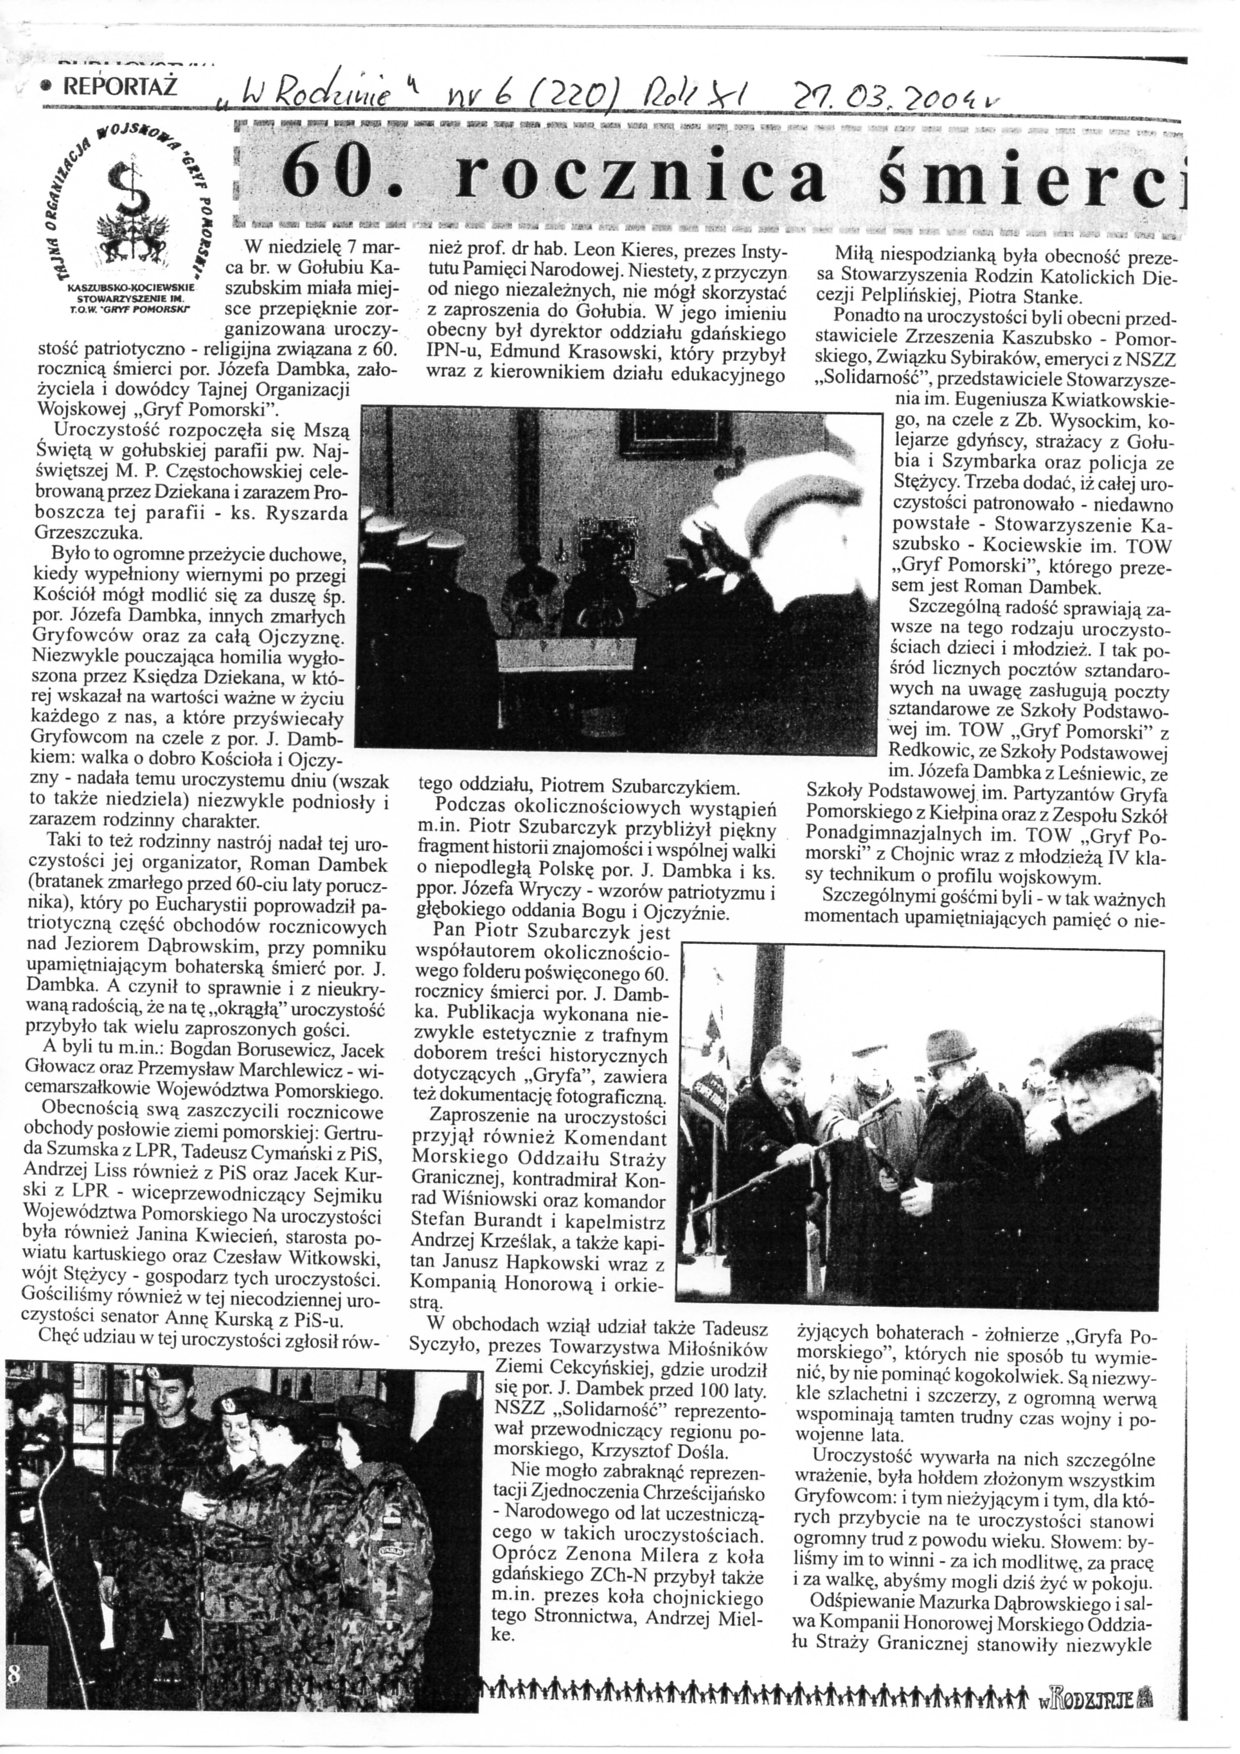 • REPORTAŻ
„W Rodzinie" nr 6 (220) Rok XI 21.03.2004 r
TAJNA ORGANIZACJA WOJSKOWA "GRYF POMORSKI"
KASZUBSKO-KOCIEWSKIE
STOWARZYSZENIE IM.
T.O.W. "GRYF POMORSKI"
60. rocznica śmierci
W niedzielę 7 mar-
ca br. w Gołubiu Ka-
szubskim miała miej-
sce przepięknie zor-
ganizowana uroczy-
stość patriotyczno - religijna związana z 60.
rocznicą śmierci por. Józefa Dambka, zało-
życiela i dowódcy Tajnej Organizacji
Wojskowej „Gryf Pomorski".
Uroczystość rozpoczęła się Mszą
Świętą w gołubskiej parafii pw. Naj-
świętszej M. P. Częstochowskiej cele-
browaną przez Dziekana i zarazem Pro-
boszcza tej parafii - ks. Ryszarda
Grzeszczuka.
Było to ogromne przeżycie duchowe,
kiedy wypełniony wiernymi po przegi
Kościół mógł modlić się za duszę śp.
por. Józefa Dambka, innych zmarłych
Gryfowców oraz za całą Ojczyznę.
Niezwykle pouczająca homilia wygło-
szona przez Księdza Dziekana, w któ-
rej wskazał na wartości ważne w życiu
każdego z nas, a które przyświecały
Gryfowcom na czele z por. J. Damb-
kiem: walka o dobro Kościoła i Ojczy-
zny - nadała temu uroczystemu dniu (wszak
to także niedziela) niezwykle podniosły i
zarazem rodzinny charakter.
Taki to też rodzinny nastrój nadał tej uro-
czystości jej organizator, Roman Dambek
(bratanek zmarłego przed 60-ciu laty porucz-
nika), który po Eucharystii poprowadził pa-
triotyczną część obchodów rocznicowych
nad Jeziorem Dąbrowskim, przy pomniku
upamiętniającym bohaterską śmierć por. J.
Dambka. A czynił to sprawnie i z nieukry-
waną radością, że na tę „okrągłą" uroczystość
przybyło tak wielu zaproszonych gości.
A byli tu m.in.: Bogdan Borusewicz, Jacek
Głowacz oraz Przemysław Marchlewicz - wi-
cemarszałkowie Województwa Pomorskiego.
Obecnością swą zaszczycili rocznicowe
obchody posłowie ziemi pomorskiej: Gertru-
da Szumska z LPR, Tadeusz Cymański z PiS,
Andrzej Liss również z PiS oraz Jacek Kur-
ski z LPR - wiceprzewodniczący Sejmiku
Województwa Pomorskiego Na uroczystości
była również Janina Kwiecień, starosta po-
wiatu kartuskiego oraz Czesław Witkowski,
wójt Stężycy - gospodarz tych uroczystości.
Gościliśmy również w tej niecodziennej uro-
czystości senator Annę Kurską z PiS-u.
Chęć udziau w tej uroczystości zgłosił rów-
nież prof. dr hab. Leon Kieres, prezes Insty-
tutu Pamięci Narodowej. Niestety, z przyczyn
od niego niezależnych, nie mógł skorzystać
z zaproszenia do Gołubia. W jego imieniu
obecny był dyrektor oddziału gdańskiego
IPN-u, Edmund Krasowski, który przybył
wraz z kierownikiem działu edukacyjnego
tego oddziału, Piotrem Szubarczykiem.
Podczas okolicznościowych wystąpień
m.in. Piotr Szubarczyk przybliżył piękny
fragment historii znajomości i wspólnej walki
o niepodległą Polskę por. J. Dambka i ks.
ppor. Józefa Wryczy - wzorów patriotyzmu i
głębokiego oddania Bogu i Ojczyźnie.
Pan Piotr Szubarczyk jest
współautorem okolicznościo-
wego folderu poświęconego 60.
rocznicy śmierci por. J. Damb-
ka. Publikacja wykonana nie-
zwykle estetycznie z trafnym
doborem treści historycznych
dotyczących „Gryfa", zawiera
też dokumentację fotograficzną.
Zaproszenie na uroczystości
przyjął również Komendant
Morskiego Oddzaiłu Straży
Granicznej, kontradmirał Kon-
rad Wiśniowski oraz komandor
Stefan Burandt i kapelmistrz
Andrzej Krześlak, a także kapi-
tan Janusz Hapkowski wraz z
Kompanią Honorową i orkie-
strą.
W obchodach wziął udział także Tadeusz
Syczyło, prezes Towarzystwa Miłośników
Ziemi Cekcyńskiej, gdzie urodził
się por. J. Dambek przed 100 laty.
NSZZ „Solidarność" reprezento-
wał przewodniczący regionu po-
morskiego, Krzysztof Dośla.
Nie mogło zabraknąć reprezen-
tacji Zjednoczenia Chrześcijańsko
- Narodowego od lat uczestniczą-
cego w takich uroczystościach.
Oprócz Zenona Milera z koła
gdańskiego ZCh-N przybył także
m.in. prezes koła chojnickiego
tego Stronnictwa, Andrzej Miel-
ke.
Miłą niespodzianką była obecność preze-
sa Stowarzyszenia Rodzin Katolickich Die-
cezji Pelplińskiej, Piotra Stanke.
Ponadto na uroczystości byli obecni przed-
stawiciele Zrzeszenia Kaszubsko - Pomor-
skiego, Związku Sybiraków, emeryci z NSZZ
„Solidarność", przedstawiciele Stowarzysze-
nia im. Eugeniusza Kwiatkowskie-
go, na czele z Zb. Wysockim, ko-
lejarze gdyńscy, strażacy z Gołu-
bia i Szymbarka oraz policja ze
Stężycy. Trzeba dodać, iż całej uro-
czystości patronowało - niedawno
powstałe - Stowarzyszenie Ka-
szubsko - Kociewskie im. TOW
„Gryf Pomorski", którego preze-
sem jest Roman Dambek.
Szczególną radość sprawiają za-
wsze na tego rodzaju uroczysto-
ściach dzieci i młodzież. I tak po-
śród licznych pocztów sztandaro-
wych na uwagę zasługują poczty
sztandarowe ze Szkoły Podstawo-
wej im. TOW „Gryf Pomorski" z
Redkowic, ze Szkoły Podstawowej
im. Józefa Dambka z Leśniewic, ze
Szkoły Podstawowej im. Partyzantów Gryfa
Pomorskiego z Kiełpina oraz z Zespołu Szkół
Ponadgimnazjalnych im. TOW „Gryf Po-
morski" z Chojnic wraz z młodzieżą IV kla-
sy technikum o profilu wojskowym.
Szczególnymi gośćmi byli - w tak ważnych
momentach upamiętniających pamięć o nie-
żyjących bohaterach - żołnierze „Gryfa Po-
morskiego", których nie sposób tu wymie-
nić, by nie pominąć kogokolwiek. Są niezwy-
kle szlachetni i szczerzy, z ogromną werwą
wspominają tamten trudny czas wojny i po-
wojenne lata.
Uroczystość wywarła na nich szczególne
wrażenie, była hołdem złożonym wszystkim
Gryfowcom: i tym nieżyjącym i tym, dla któ-
rych przybycie na te uroczystości stanowi
ogromny trud z powodu wieku. Słowem: by-
liśmy im to winni - za ich modlitwę, za pracę
i za walkę, abyśmy mogli dziś żyć w pokoju.
Odśpiewanie Mazurka Dąbrowskiego i sal-
wa Kompanii Honorowej Morskiego Oddzia-
łu Straży Granicznej stanowiły niezwykle
8
wRODZINIE